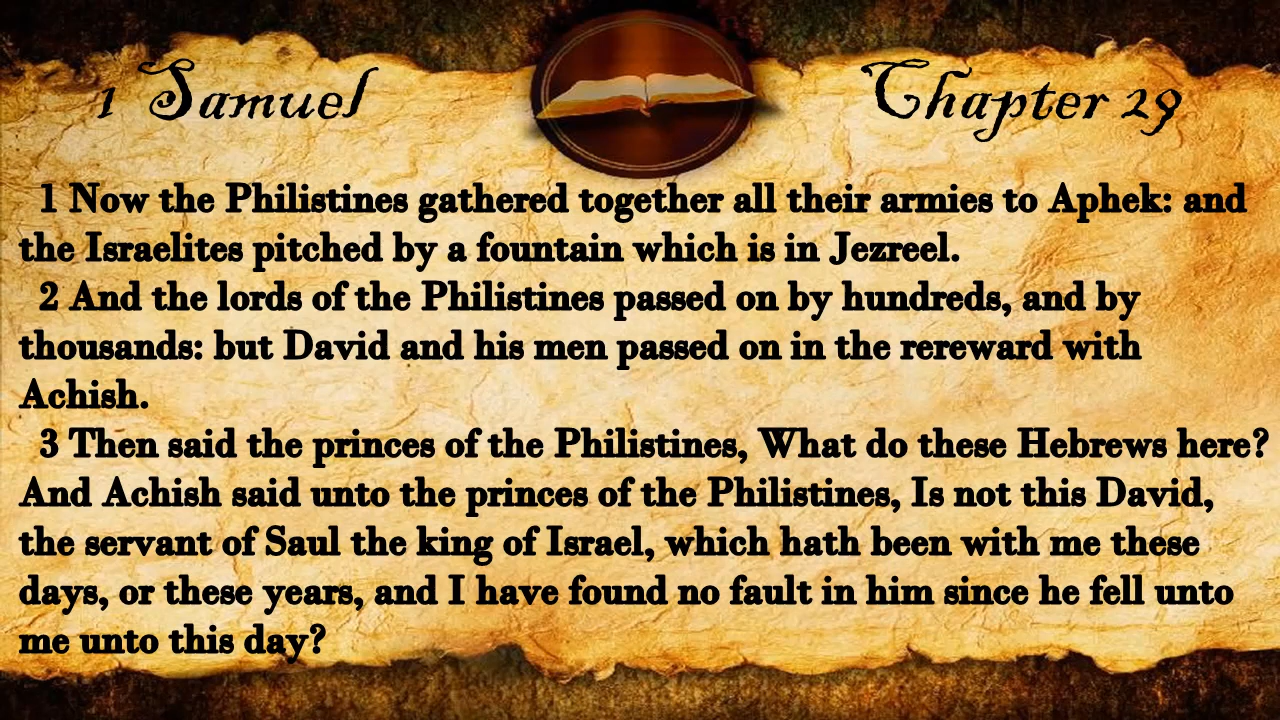 1 Samuel
Chapter 29
1 Now the Philistines gathered together all their armies to Aphek: and
the Israelites pitched by a fountain which is in Jezreel.
2 And the lords of the Philistines passed on by hundreds, and by
thousands: but David and his men passed on in the rereward with
Achish.
3 Then said the princes of the Philistines, What do these Hebrews here?
And Achish said unto the princes of the Philistines, Is not this David,
the servant of Saul the king of Israel, which hath been with me these
days, or these years, and I have found no fault in him since he fell unto
me unto this day?